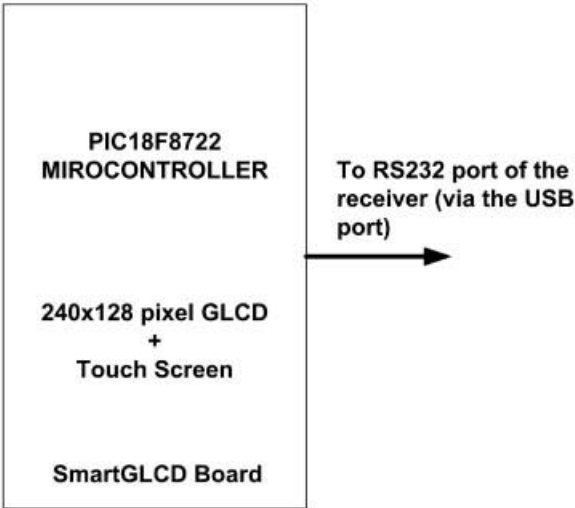 PIC18F8722
MIROCONTROLLER
To RS232 port of the
receiver (via the USB
port)
240x128 pixel GLCD
+
Touch Screen
SmartGLCD Board